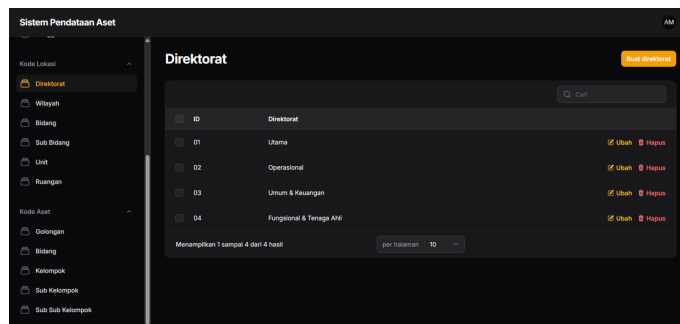 Sistem Pendataan Aset
AM
Kode Lokasi
Direktorat
Wilayah
Bidang
Sub Bidang
Unit
Ruangan
Kode Aset
Golongan
Bidang
Kelompok
Sub Kelompok
Sub Sub Kelompok
Direktorat
Buat direktorat
Cari
ID Direktorat
01 Utama Ubah Hapus
02 Operasional Ubah Hapus
03 Umum & Keuangan Ubah Hapus
04 Fungsional & Tenaga Ahli Ubah Hapus
Menampilkan 1 sampai 4 dari 4 hasil per halaman 10